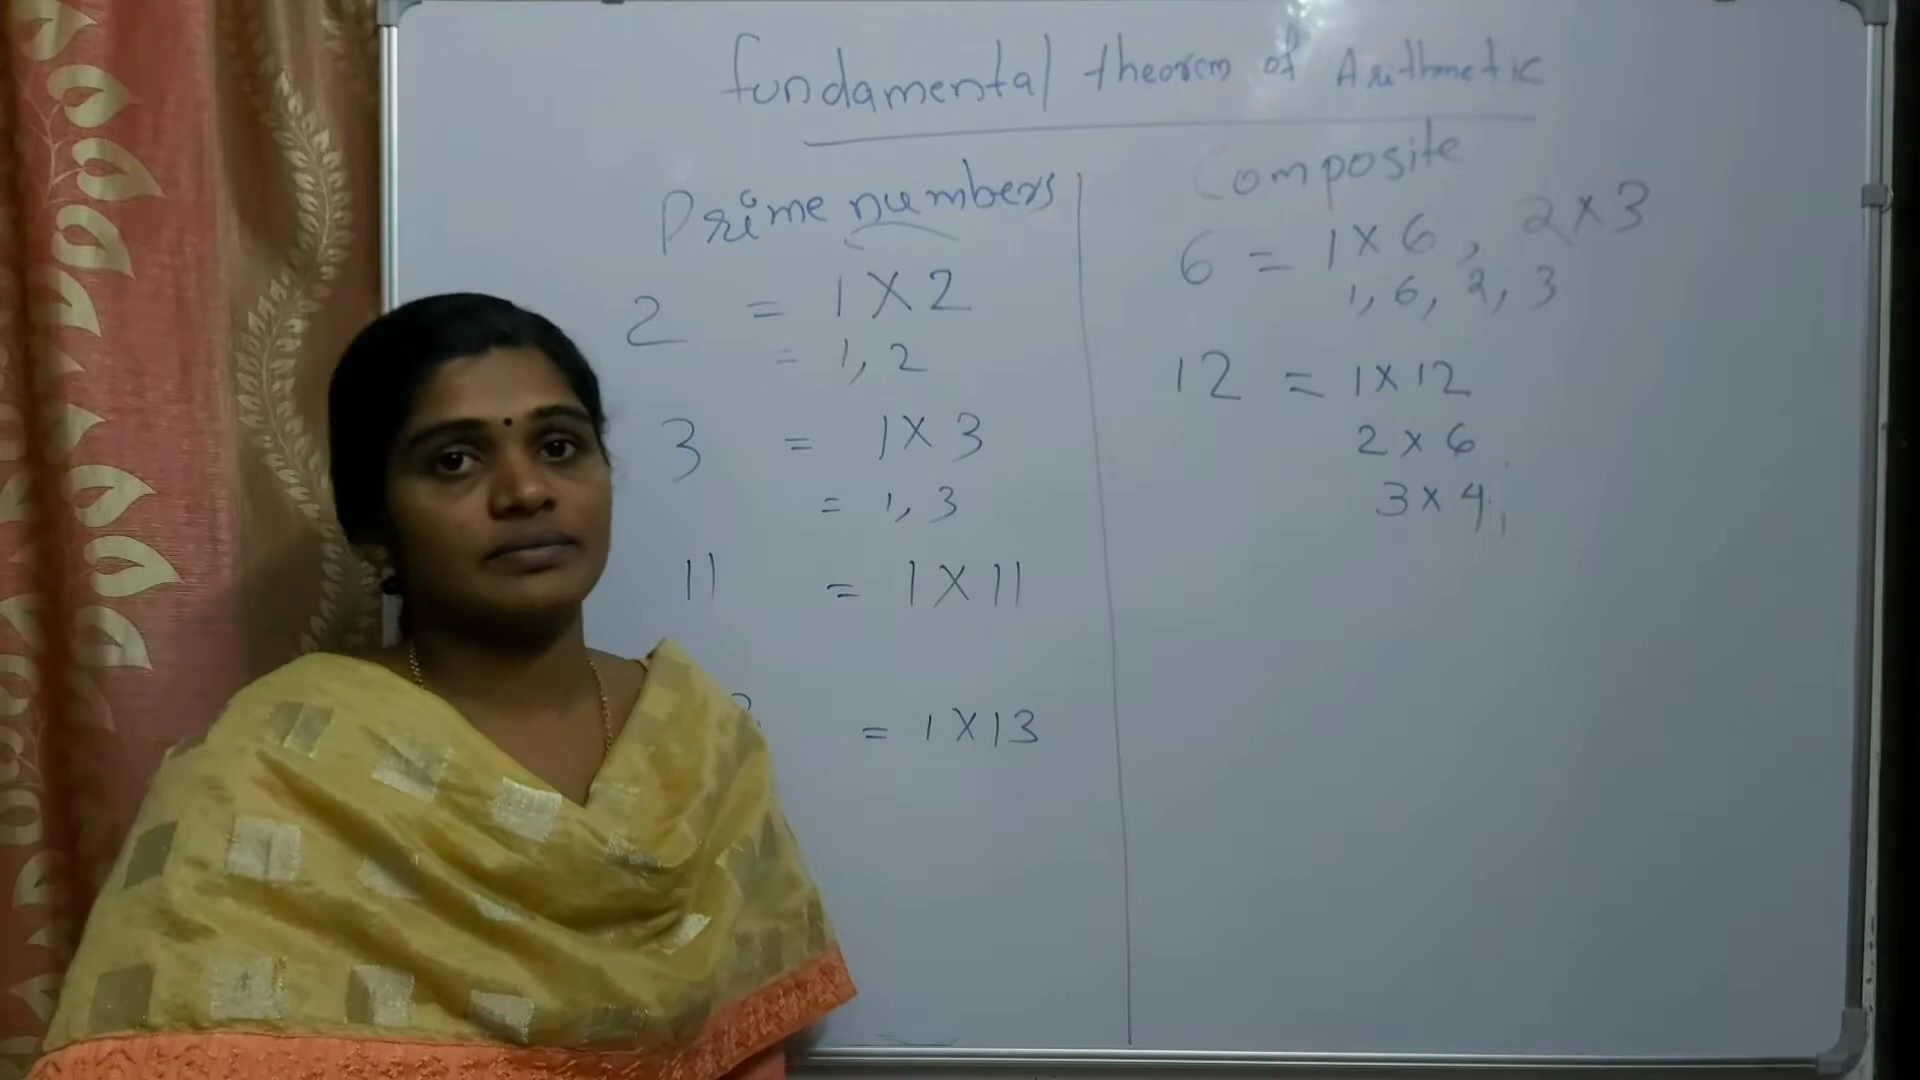 Fundamental theorem of Arithmetic
Prime numbers
2 = 1 X 2
= 1, 2
3 = 1 X 3
= 1, 3
11 = 1 X 11
= 1 X 13
Composite
6 = 1 X 6, 2 X 3
1, 6, 2, 3
12 = 1 X 12
2 X 6
3 X 4,